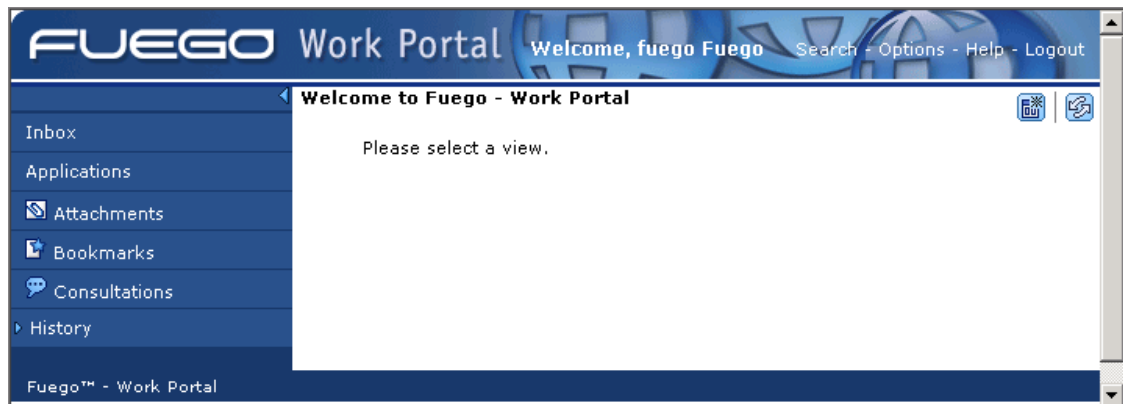 FUEGO Work Portal Welcome, fuego Fuego Search - Options - Help - Logout
Welcome to Fuego - Work Portal
Please select a view.
Inbox
Applications
Attachments
Bookmarks
Consultations
History
Fuego™ - Work Portal